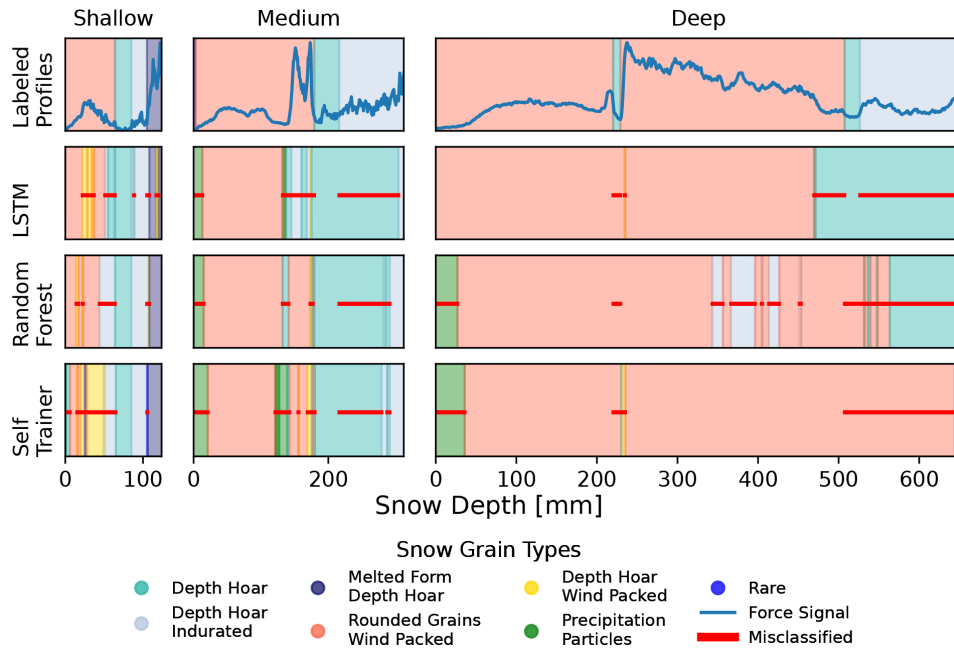 Shallow
Medium
Deep
Labeled
Profiles
LSTM
Random
Forest
Self
Trainer
0 100
0 200
0 100 200 300 400 500 600
Snow Depth [mm]
Snow Grain Types
Depth Hoar
Depth Hoar
Indurated
Melted Form
Depth Hoar
Rounded Grains
Wind Packed
Depth Hoar
Wind Packed
Precipitation
Particles
Rare
Force Signal
Misclassified